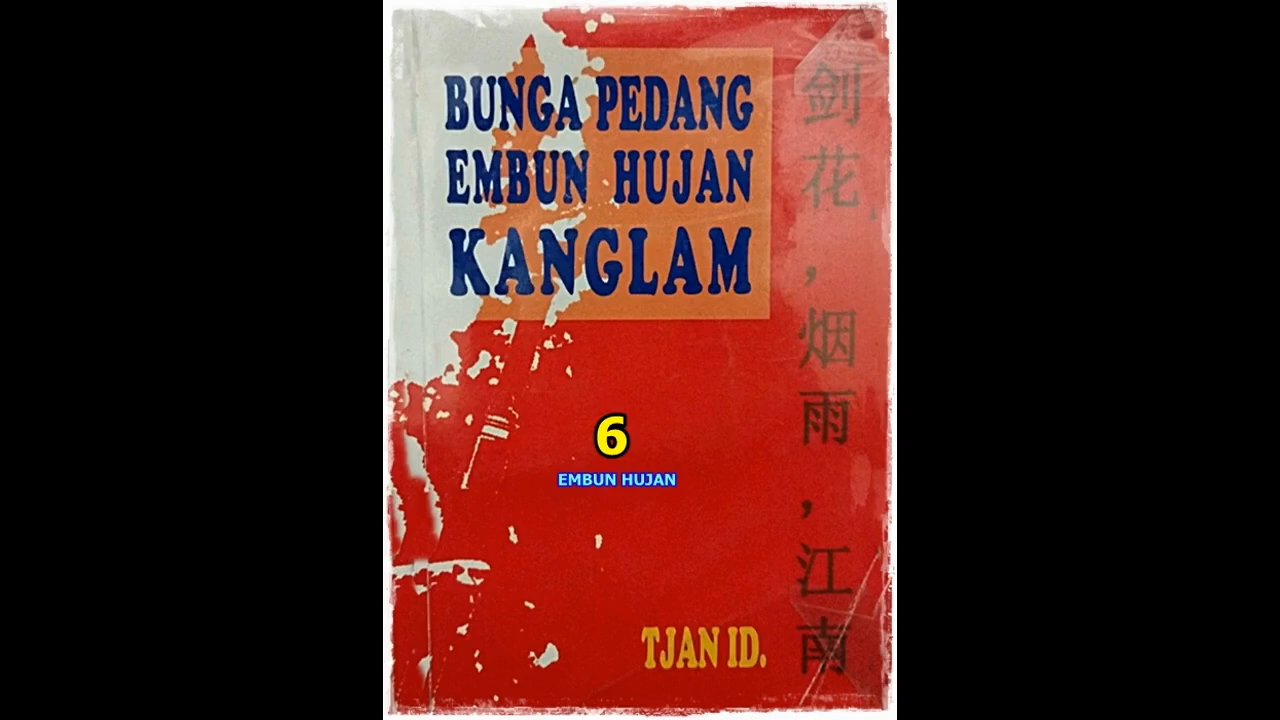 BUNGA PEDANG
EMBUN HUJAN
KANGLAM
剑花,烟雨,江南
6
EMBUN HUJAN
TJAN ID.